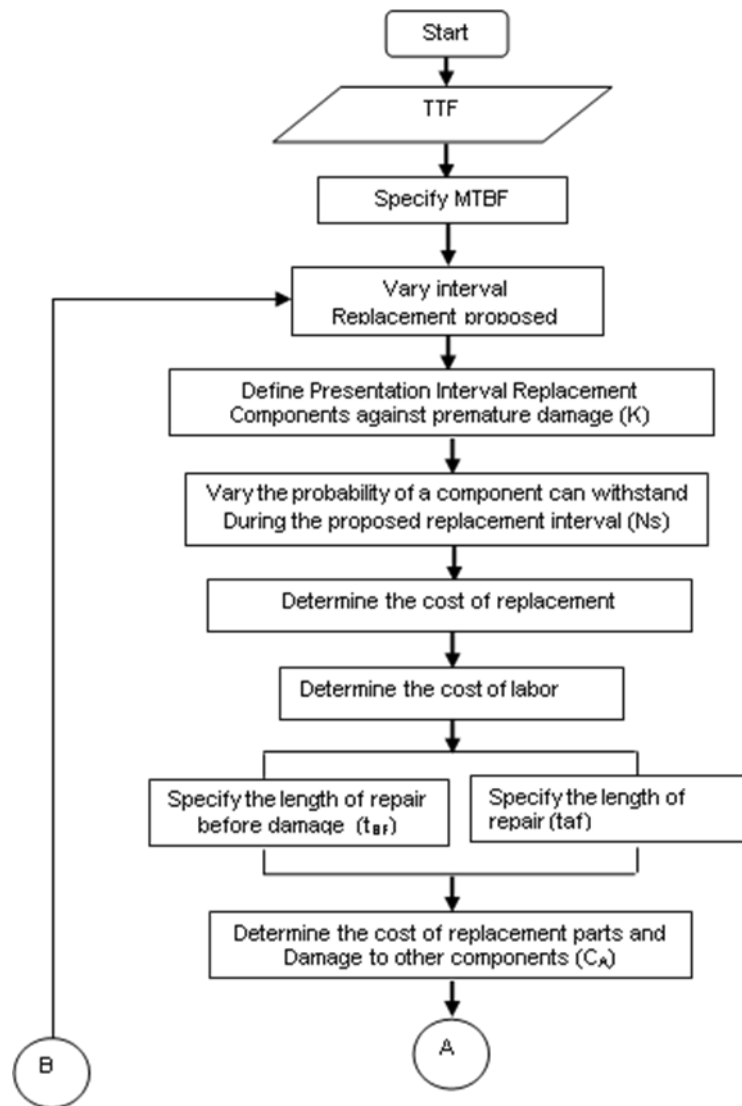 Start
TTF
Specify MTBF
Vary interval
Replacement proposed
Define Presentation Interval Replacement
Components against premature damage (K)
Vary the probability of a component can withstand
During the proposed replacement interval (Ns)
Determine the cost of replacement
Determine the cost of labor
Specify the length of repair
before damage (tBF)
Specify the length of
repair (taf)
Determine the cost of replacement parts and
Damage to other components (CA)
A
B